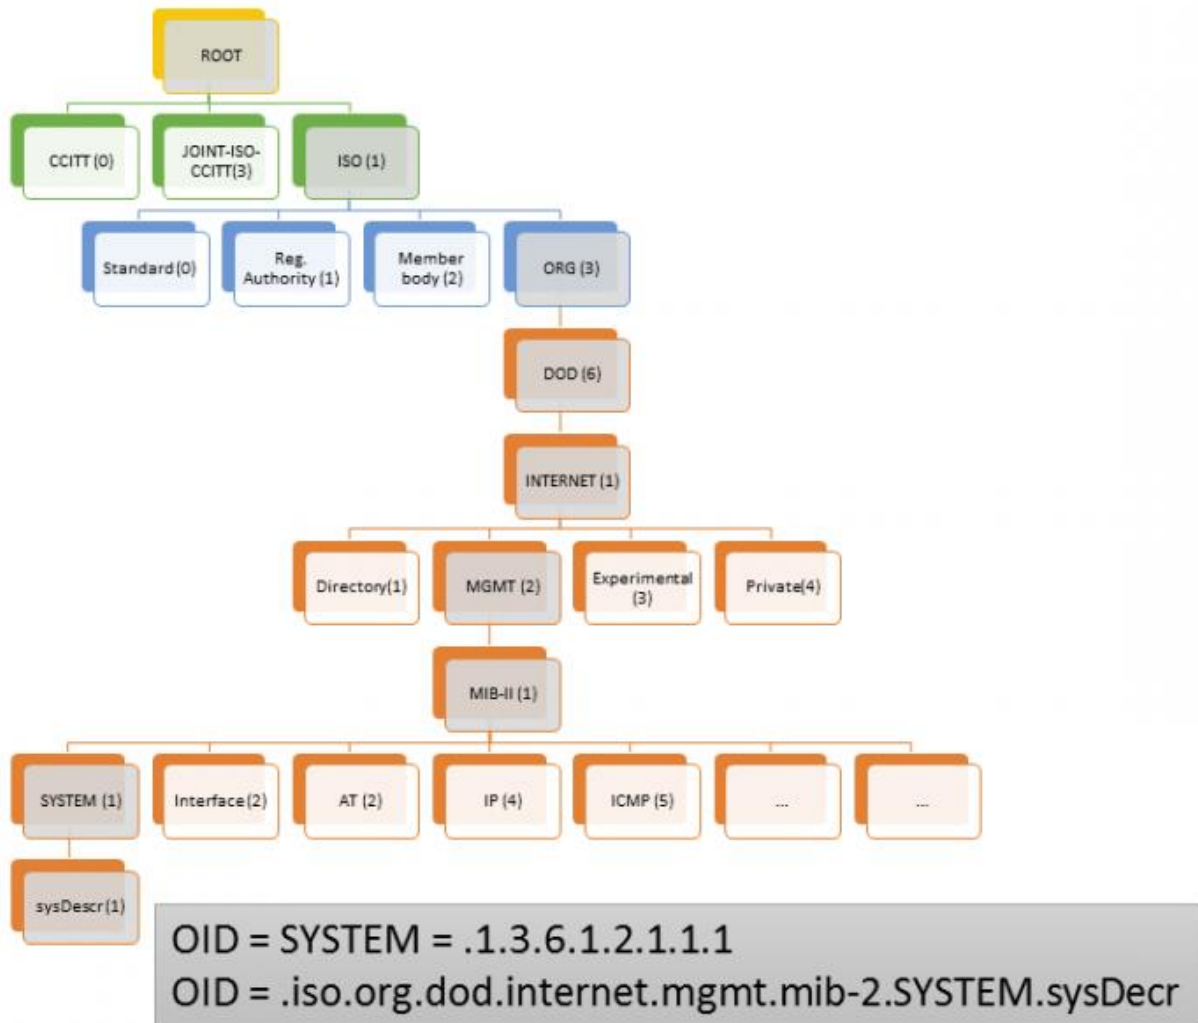 ROOT
CCITT (0)
JOINT-ISO-
CCITT(3)
ISO (1)
Standard (0)
Reg.
Authority (1)
Member
body (2)
ORG (3)
DOD (6)
INTERNET (1)
Directory(1)
MGMT (2)
Experimental
(3)
Private(4)
MIB-II (1)
SYSTEM (1)
Interface (2)
AT (2)
IP (4)
ICMP (5)
...
...
sysDescr (1)
OID = SYSTEM = .1.3.6.1.2.1.1.1
OID = .iso.org.dod.internet.mgmt.mib-2.SYSTEM.sysDecr